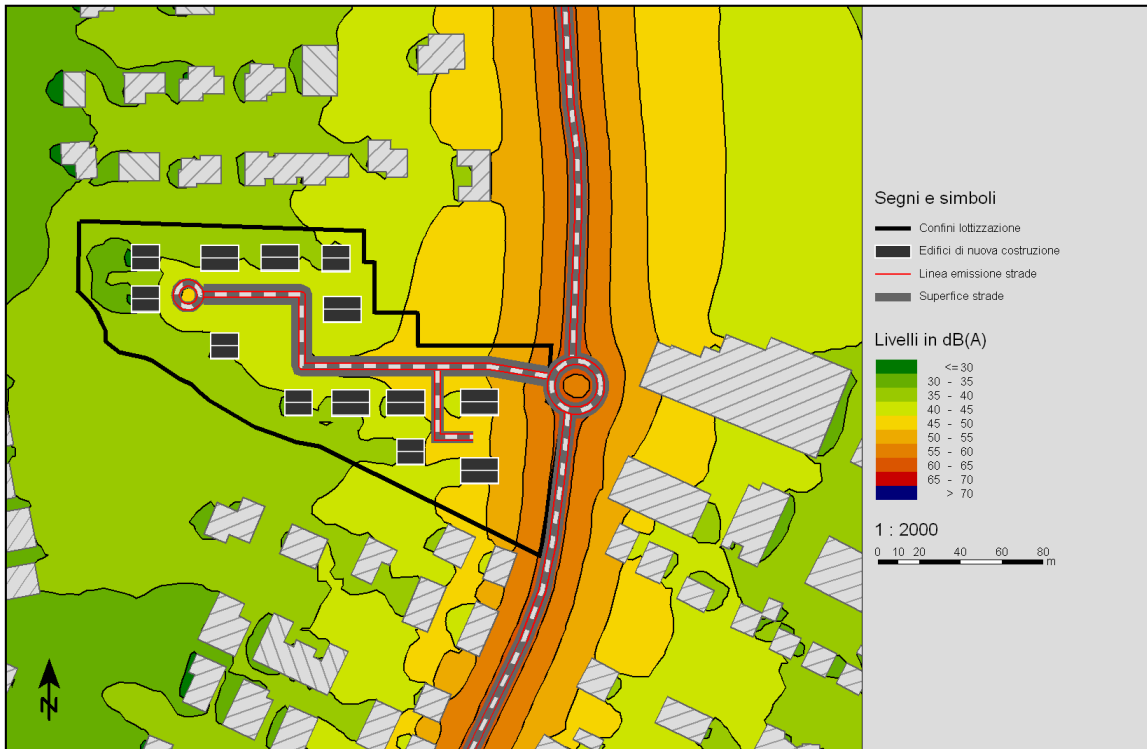 Segni e simboli
Confini lottizzazione
Edifici di nuova costruzione
Linea emissione strade
Superfice strade
Livelli in dB(A)
<= 30
30 - 35
35 - 40
40 - 45
45 - 50
50 - 55
55 - 60
60 - 65
65 - 70
> 70
1 : 2000
0 10 20 40 60 80
m
N